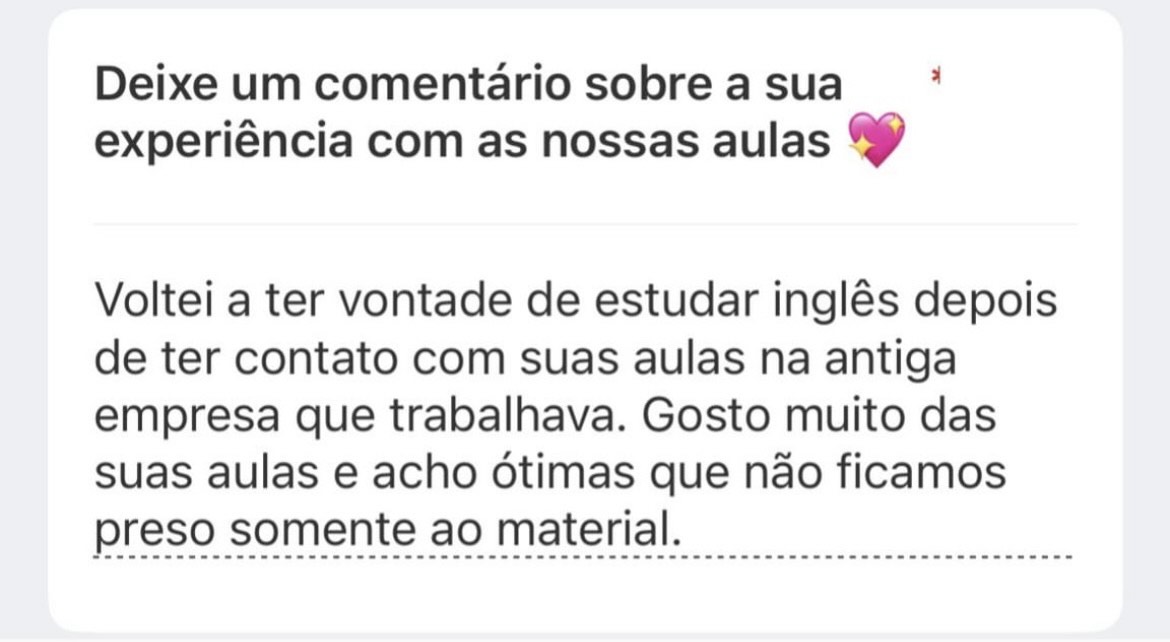 Deixe um comentário sobre a sua *
experiência com as nossas aulas 💖
Voltei a ter vontade de estudar inglês depois
de ter contato com suas aulas na antiga
empresa que trabalhava. Gosto muito das
suas aulas e acho ótimas que não ficamos
preso somente ao material.